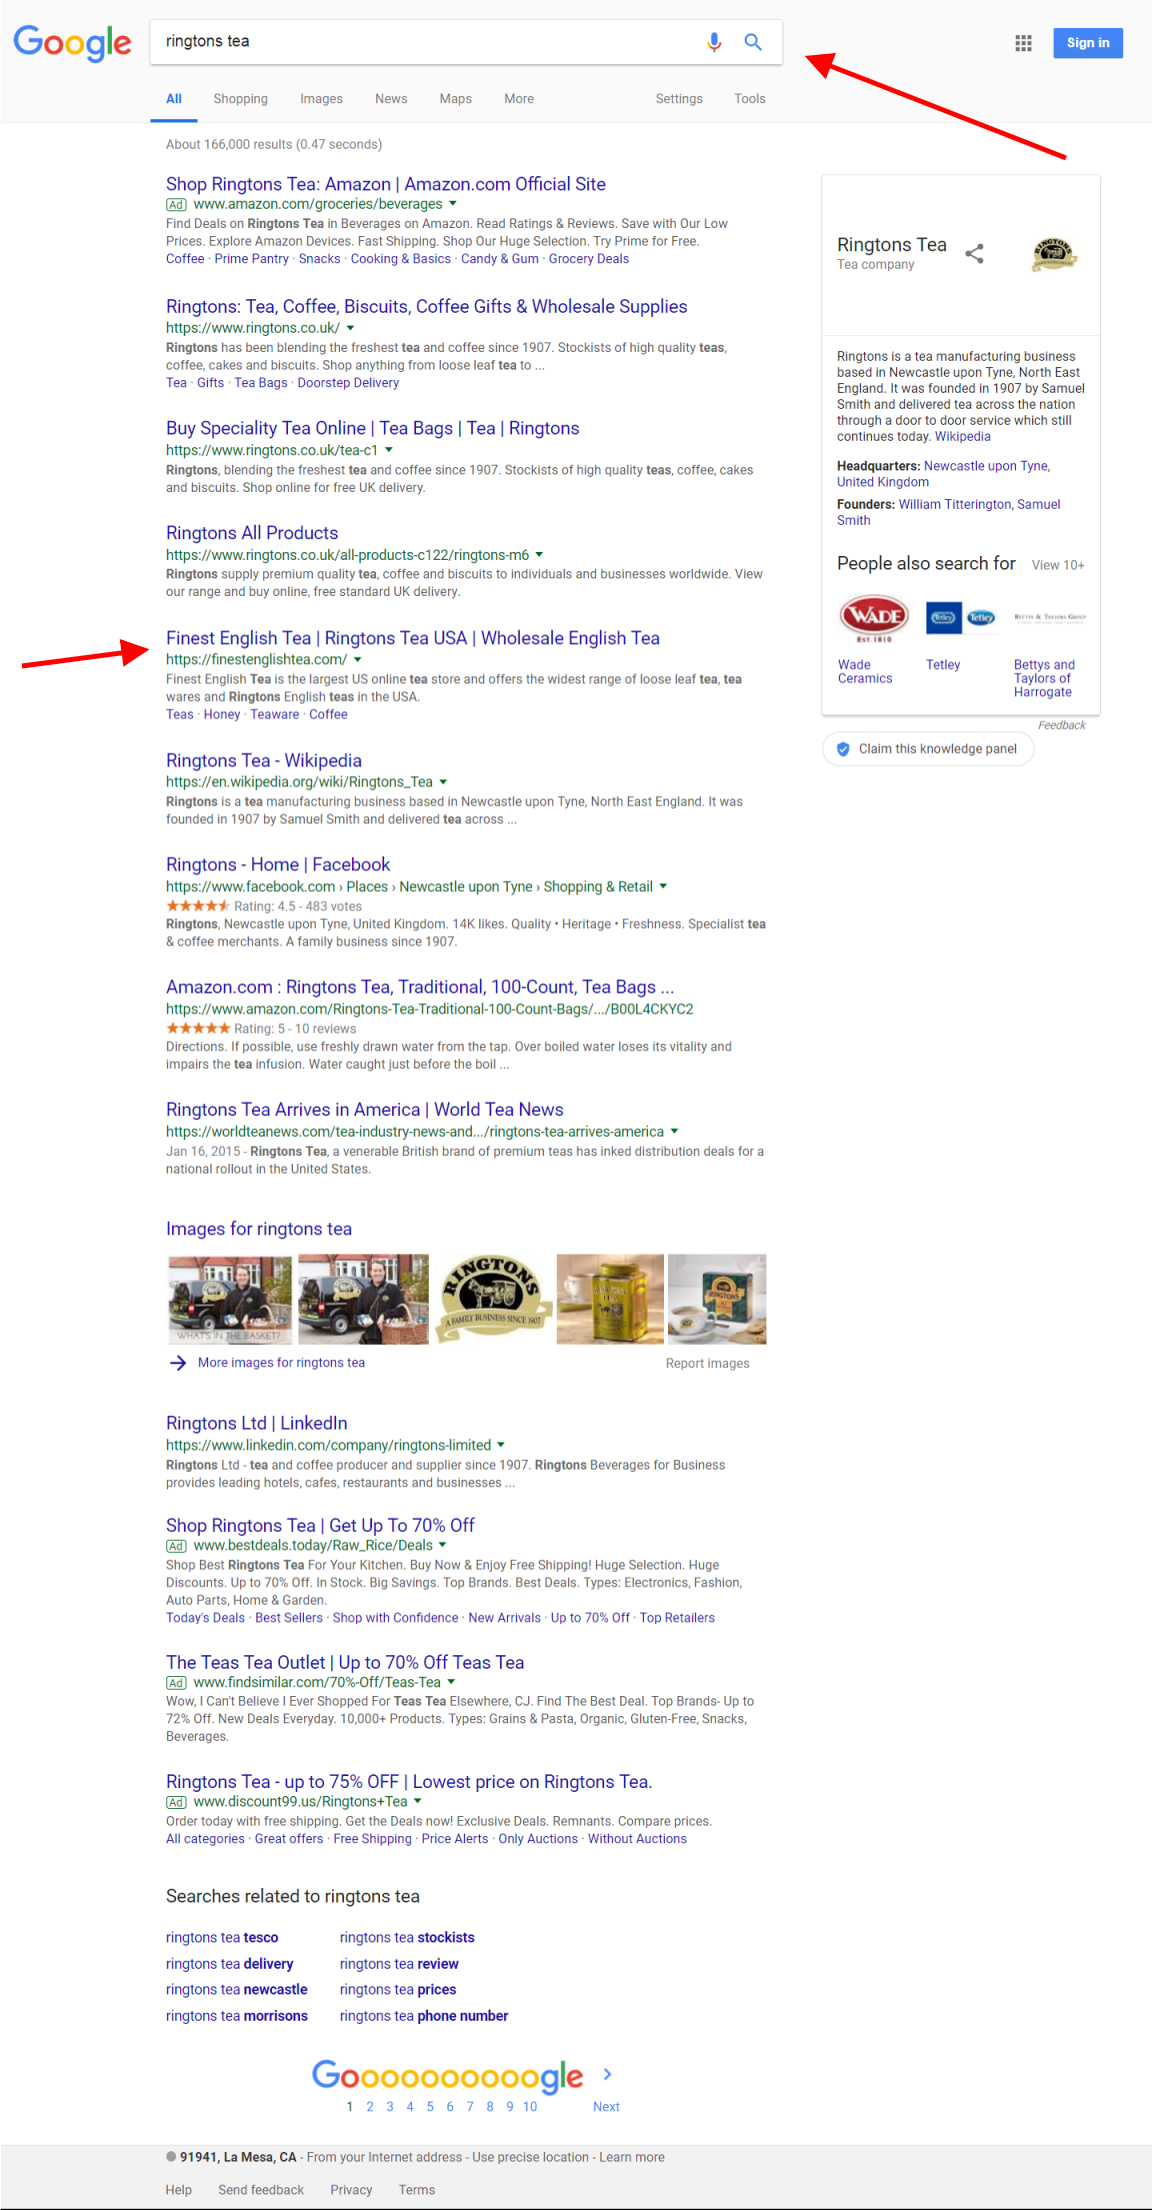 Google
ringtons tea
Sign in
All Shopping Images News Maps More Settings Tools
About 166,000 results (0.47 seconds)
Shop Ringtons Tea: Amazon | Amazon.com Official Site
Ad www.amazon.com/groceries/beverages
Find Deals on Ringtons Tea in Beverages on Amazon. Read Ratings & Reviews. Save with Our Low
Prices. Explore Amazon Devices. Fast Shipping. Shop Our Huge Selection. Try Prime for Free.
Coffee · Prime Pantry · Snacks · Cooking & Basics · Candy & Gum · Grocery Deals
Ringtons: Tea, Coffee, Biscuits, Coffee Gifts & Wholesale Supplies
https://www.ringtons.co.uk/
Ringtons has been blending the freshest tea and coffee since 1907. Stockists of high quality teas,
coffee, cakes and biscuits. Shop anything from loose leaf tea to ...
Tea · Gifts · Tea Bags · Doorstep Delivery
Buy Speciality Tea Online | Tea Bags | Tea | Ringtons
https://www.ringtons.co.uk/tea-c1
Ringtons, blending the freshest tea and coffee since 1907. Stockists of high quality teas, coffee, cakes
and biscuits. Shop online for free UK delivery.
Ringtons All Products
https://www.ringtons.co.uk/all-products-c122/ringtons-m6
Ringtons supply premium quality tea, coffee and biscuits to individuals and businesses worldwide. View
our range and buy online, free standard UK delivery.
Finest English Tea | Ringtons Tea USA | Wholesale English Tea
https://finestenglishtea.com/
Finest English Tea is the largest US online tea store and offers the widest range of loose leaf tea, tea
wares and Ringtons English teas in the USA.
Teas · Honey · Teaware · Coffee
Ringtons Tea - Wikipedia
https://en.wikipedia.org/wiki/Ringtons_Tea
Ringtons is a tea manufacturing business based in Newcastle upon Tyne, North East England. It was
founded in 1907 by Samuel Smith and delivered tea across ...
Ringtons - Home | Facebook
https://www.facebook.com › Places › Newcastle upon Tyne › Shopping & Retail
Rating: 4.5 - 483 votes
Ringtons, Newcastle upon Tyne, United Kingdom. 14K likes. Quality • Heritage • Freshness. Specialist tea
& coffee merchants. A family business since 1907.
Amazon.com : Ringtons Tea, Traditional, 100-Count, Tea Bags ...
https://www.amazon.com/Ringtons-Tea-Traditional-100-Count-Bags/.../B00L4CKYC2
Rating: 5 - 10 reviews
Directions. If possible, use freshly drawn water from the tap. Over boiled water loses its vitality and
impairs the tea infusion. Water caught just before the boil ...
Ringtons Tea Arrives in America | World Tea News
https://worldteanews.com/tea-industry-news-and.../ringtons-tea-arrives-america
Jan 16, 2015 - Ringtons Tea, a venerable British brand of premium teas has inked distribution deals for a
national rollout in the United States.
Images for ringtons tea
WHAT'S IN THE BASKET?
RINGTONS
A FAMILY BUSINESS SINCE 1907
RINGTONS
More images for ringtons tea
Report images
Ringtons Ltd | LinkedIn
https://www.linkedin.com/company/ringtons-limited
Ringtons Ltd - tea and coffee producer and supplier since 1907. Ringtons Beverages for Business
provides leading hotels, cafes, restaurants and businesses ...
Shop Ringtons Tea | Get Up To 70% Off
Ad www.bestdeals.today/Raw_Rice/Deals
Shop Best Ringtons Tea For Your Kitchen. Buy Now & Enjoy Free Shipping! Huge Selection. Huge
Discounts. Up to 70% Off. In Stock. Big Savings. Top Brands. Best Deals. Types: Electronics, Fashion,
Auto Parts, Home & Garden.
Today's Deals · Best Sellers · Shop with Confidence · New Arrivals · Up to 70% Off · Top Retailers
The Teas Tea Outlet | Up to 70% Off Teas Tea
Ad www.findsimilar.com/70%-Off/Teas-Tea
Wow, I Can't Believe I Ever Shopped For Teas Tea Elsewhere, CJ. Find The Best Deal. Top Brands- Up to
72% Off. New Deals Everyday. 10,000+ Products. Types: Grains & Pasta, Organic, Gluten-Free, Snacks,
Beverages.
Ringtons Tea - up to 75% OFF | Lowest price on Ringtons Tea.
Ad www.discount99.us/Ringtons+Tea
Order today with free shipping. Get the Deals now! Exclusive Deals. Remnants. Compare prices.
All categories · Great offers · Free Shipping · Price Alerts · Only Auctions · Without Auctions
Searches related to ringtons tea
ringtons tea tesco
ringtons tea delivery
ringtons tea newcastle
ringtons tea morrisons
ringtons tea stockists
ringtons tea review
ringtons tea prices
ringtons tea phone number
Goooooooooogle
1 2 3 4 5 6 7 8 9 10 Next
Ringtons Tea
Tea company
RINGTONS
Ringtons is a tea manufacturing business
based in Newcastle upon Tyne, North East
England. It was founded in 1907 by Samuel
Smith and delivered tea across the nation
through a door to door service which still
continues today. Wikipedia
Headquarters: Newcastle upon Tyne,
United Kingdom
Founders: William Titterington, Samuel
Smith
People also search for View 10+
WADE
EST. 1810
Tetley Tetley
BETTYS & TAYLORS GROUP
Wade
Ceramics
Tetley
Bettys and
Taylors of
Harrogate
Feedback
Claim this knowledge panel
91941, La Mesa, CA - From your Internet address - Use precise location - Learn more
Help Send feedback Privacy Terms